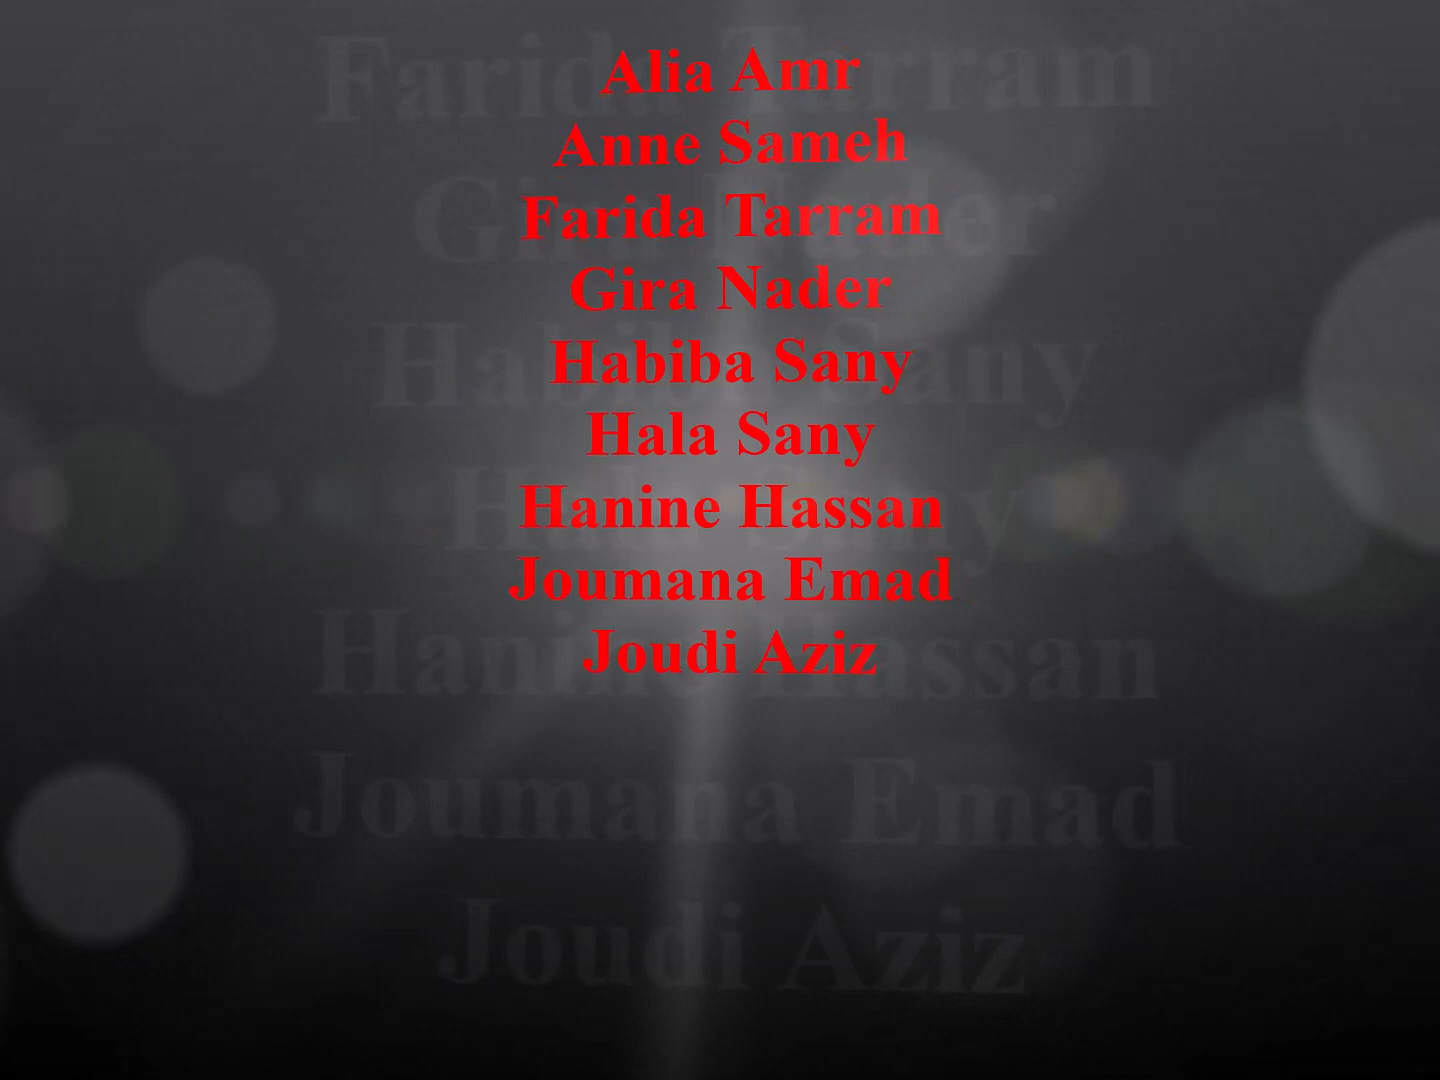 Alia Amr
Anne Sameh
Farida Tarram
Gira Nader
Habiba Sany
Hala Sany
Hanine Hassan
Joumana Emad
Joudi Aziz